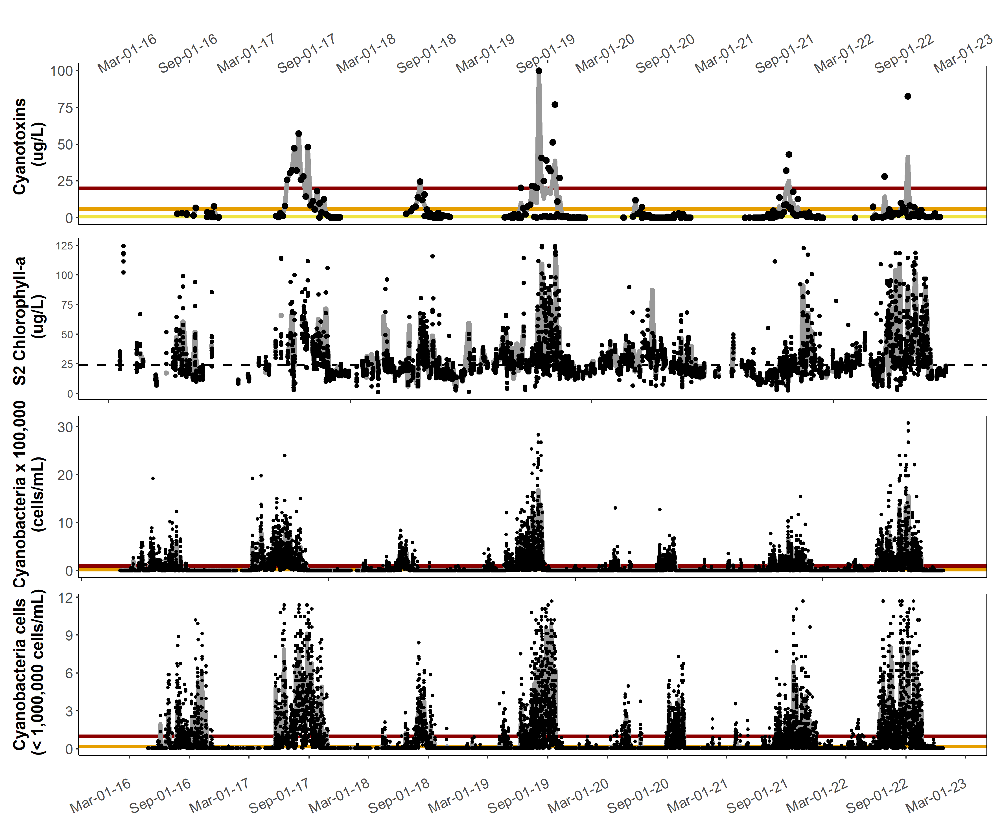 Mar-01-16 Sep-01-16 Mar-01-17 Sep-01-17 Mar-01-18 Sep-01-18 Mar-01-19 Sep-01-19 Mar-01-20 Sep-01-20 Mar-01-21 Sep-01-21 Mar-01-22 Sep-01-22 Mar-01-23
Cyanotoxins
(ug/L)
100
75
50
25
0
S2 Chlorophyll-a
(ug/L)
125
100
75
50
25
0
Cyanobacteria x 100,000
(cells/mL)
30
20
10
0
Cyanobacteria cells
(< 1,000,000 cells/mL)
12
9
6
3
0
Mar-01-16 Sep-01-16 Mar-01-17 Sep-01-17 Mar-01-18 Sep-01-18 Mar-01-19 Sep-01-19 Mar-01-20 Sep-01-20 Mar-01-21 Sep-01-21 Mar-01-22 Sep-01-22 Mar-01-23